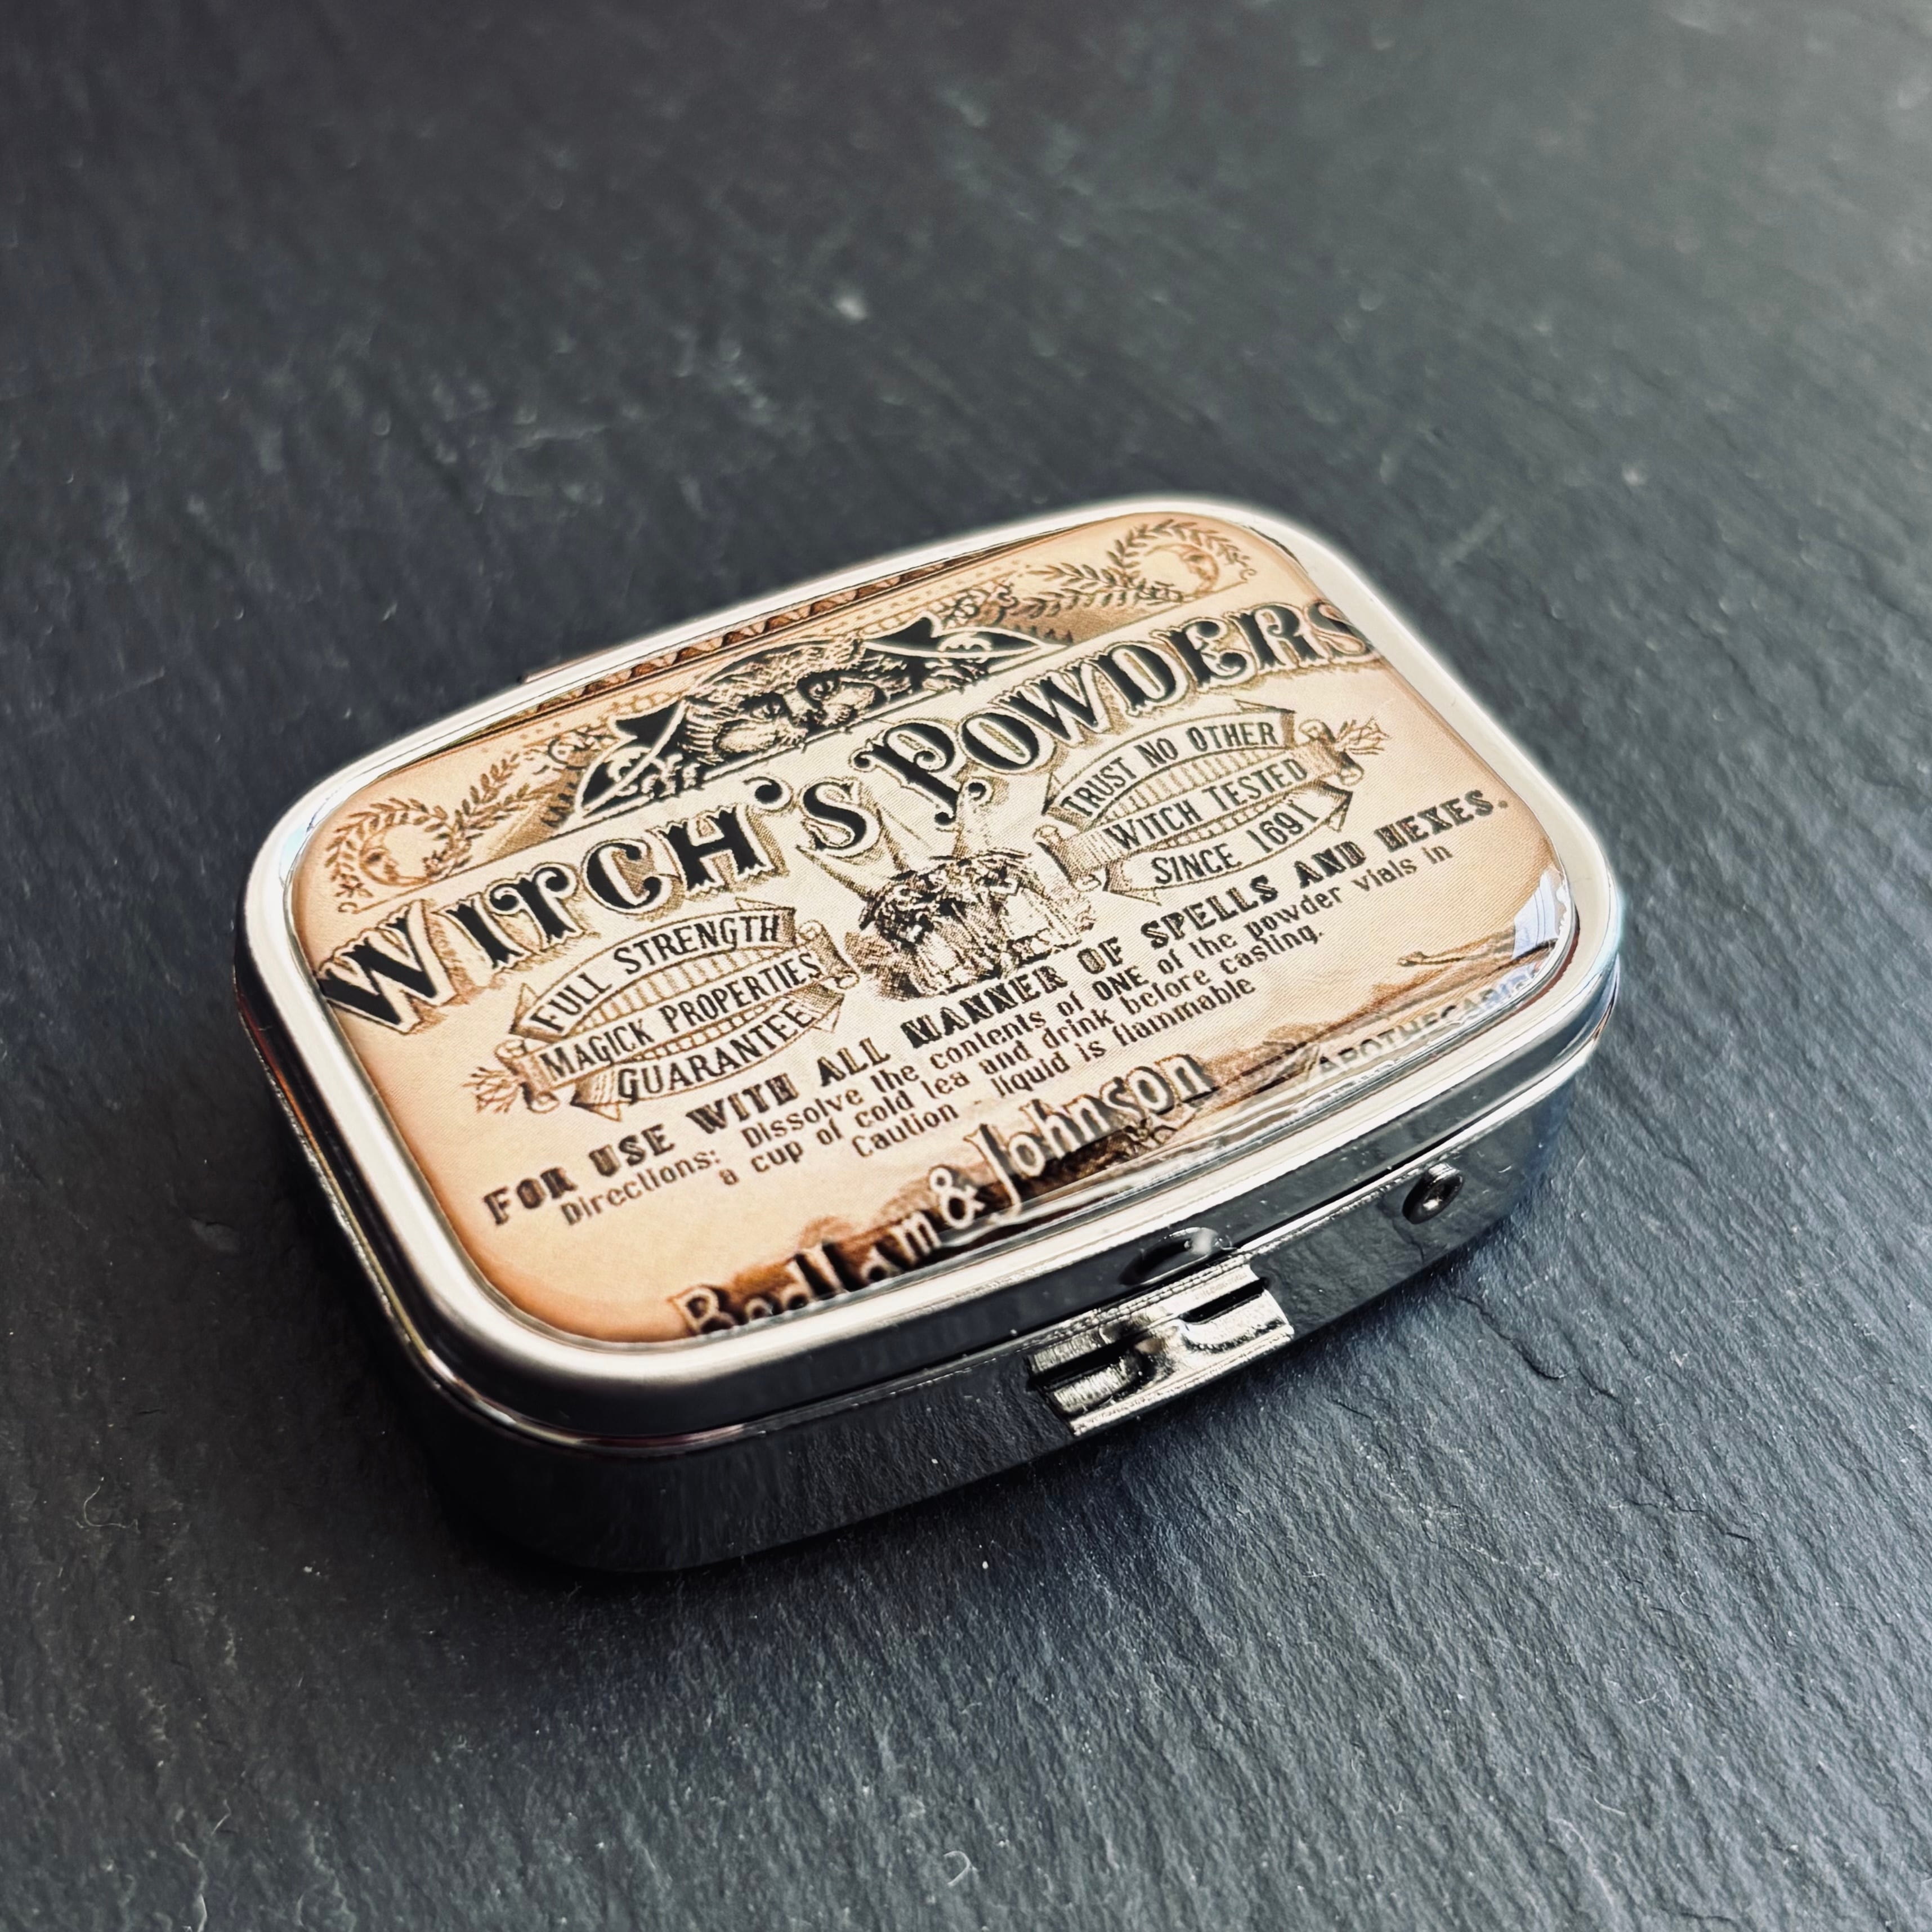 WITCH'S POWDERS
FULL STRENGTH
MAGICK PROPERTIES
GUARANTEE
TRUST NO OTHER
WITCH TESTED
SINCE 1691
FOR USE WITH ALL MANNER OF SPELLS AND HEXES.
Directions: Dissolve the contents of ONE of the powder vials in
a cup of cold tea and drink before casting.
Caution - liquid is flammable
Bedlam & Johnson